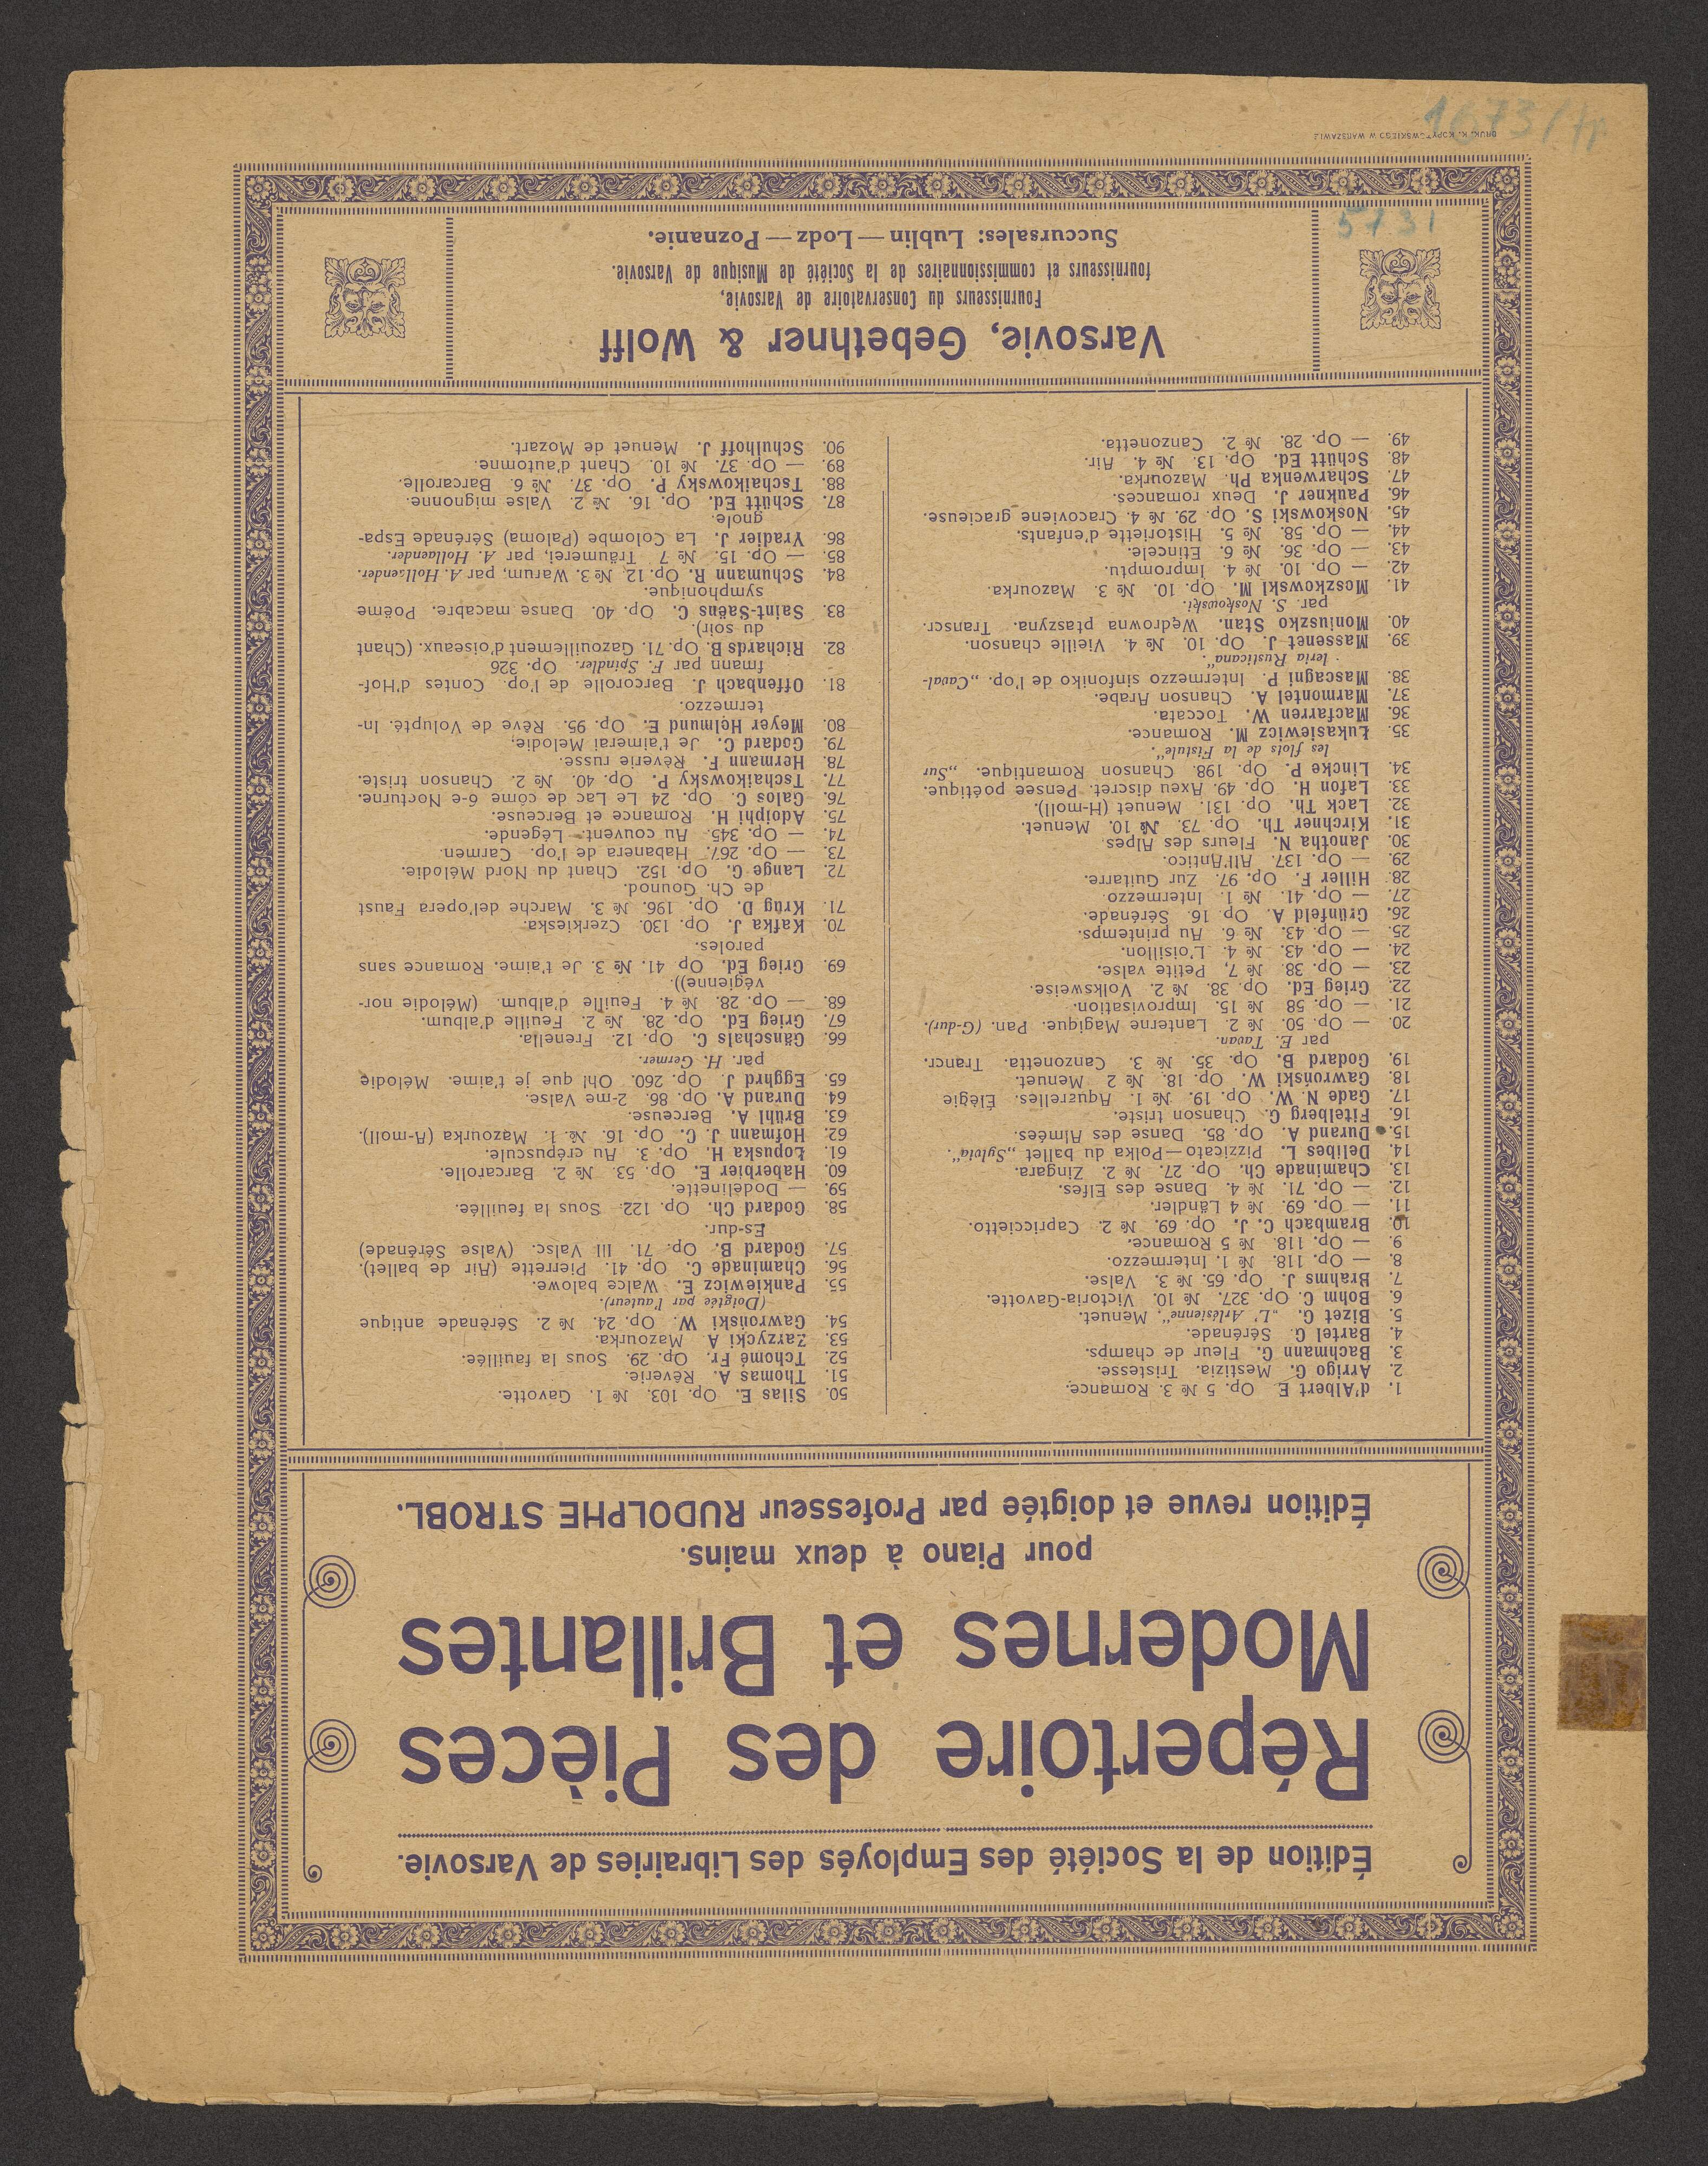 Édition de la Société des Employés des Librairies de Varsovie.
Répertoire des Pièces
Modernes et Brillantes
pour Piano à deux mains.
Édition revue et doigtée par Professeur RUDOLPHE STROBL.
1. d'Albert E. Op. 5 № 3. Romance.
2. Arrigo G. Mestizia. Tristesse.
3. Bachmann G. Fleur de champs.
4. Bartel G. Sérénade.
5. Bizet G. „L'Arlésienne“. Menuet.
6. Bohm C. Op. 327. № 10. Victoria-Gavotte.
7. Brahms J. Op. 65. № 3. Valse.
8. — Op. 118. № 1. Intermezzo.
9. — Op. 118. № 5 Romance.
10. Brambach C. J. Op. 69. № 2. Capriccietto.
11. — Op. 69. № 4 Ländler.
12. — Op. 71. № 4. Danse des Elfes.
13. Chaminade Ch. Op. 27. № 2. Zingara.
14. Delibes L. Pizzicato—Polka du ballet „Sylvia“.
15. Durand A. Op. 85. Danse des Almées.
16. Fitelberg G. Chanson triste.
17. Gade N. W. Op. 19. № 1. Aquarelles. Élégie
18. Gawroński W. Op. 18. № 2 Menuet.
19. Godard B. Op. 35. № 3. Canzonetta. Trancr.
par E. Tavan.
20. — Op. 50. № 2. Lanterne Magique. Pan. (G-dur).
21. — Op. 58 № 15. Improvisation.
22. Grieg Ed. Op. 38. № 2. Volksweise.
23. — Op. 38. № 7, Petite valse.
24. — Op. 43. № 4. L'oisillon.
25. — Op. 43. № 6. Au printemps.
26. Grünfeld A. Op. 16. Sérénade.
27. — Op. 41. № 1. Intermezzo
28. Hiller F. Op. 97. Zur Guitarre.
29. — Op. 137. All'Antico.
30. Janotha N. Fleurs des Alpes.
31. Kirchner Th. Op. 73. № 10. Menuet.
32. Lack Th. Op. 131. Menuet (H-moll).
33. Lafon H. Op. 49. Axeu discret. Pensee poétique.
34. Lincke P. Op. 198. Chanson Romantique. „Sur
les flots de la Fistule“.
35. Łukasiewicz M. Romance.
36. Macfarren W. Toccata.
37. Marmontel A. Chanson Arabe.
38. Mascagni P. Intermezzo sinfoniko de l'op. „Caval-
leria Rusticana“.
39. Massenet J. Op. 10. № 4. Vieille chanson.
40. Moniuszko Stan. Wędrowna ptaszyna. Transcr.
par. S. Noskowski.
41. Moszkowski M. Op. 10. № 3. Mazourka.
42. — Op. 10. № 4. Impromptu.
43. — Op. 36. № 6. Etincele.
44. — Op. 58. № 5. Historiette d'enfants.
45. Noskowski S. Op. 29. № 4. Cracoviene gracieuse.
46. Paukner J. Deux romances.
47. Scharwenka Ph. Mazourka.
48. Schütt Ed. Op. 13. № 4. Air.
49. — Op. 28. № 2. Canzonetta.
50. Silas E. Op. 103. № 1. Gavotte.
51. Thomas A. Rêverie.
52. Tchomé Fr. Op. 29. Sous la fauillée.
53. Zarzycki A Mazourka.
54. Gawroński W. Op. 24. № 2. Sérénade antique
(Doigtée par l'auteur).
55. Pankiewicz E. Walce balowe.
56. Chaminade C. Op. 41. Pierrette (Air de ballet).
57. Godard B. Op. 71. III Valsc. (Valse Sérénade)
Es-dur.
58. Godard Ch. Op. 122. Sous la feuillée.
59. — Dodélinette.
60. Haberbier E. Op. 53. № 2. Barcarolle.
61. Łopuska H. Op. 3. Au crépuscule.
62. Hofmann J. C. Op. 16. № 1. Mazourka (A-moll).
63. Brühl A. Berceuse.
64. Durand A. Op. 86. 2-me Valse.
65. Egghrd J. Op. 260. Oh! que je t'aime. Mélodie
par. H. Germer.
66. Gänschals C. Op. 12. Frenella.
67. Grieg Ed. Op. 28. № 2. Feuille d'album.
68. — Op. 28. № 4. Feuille d'album. (Mélodie nor-
végienne)).
69. Grieg Ed. Op 41. № 3. Je t'aime. Romance sans
paroles.
70. Kafka J. Op. 130. Czerkieska.
71. Krüg D. Op. 196. № 3. Marche del'opera Faust
de Ch. Gounod.
72. Lange G. Op. 152. Chant du Nord Mélodie.
73. — Op. 267. Habanera de l'op. Carmen.
74. — Op. 345. Au couvent. Légende.
75. Adolphi H. Romance et Berceuse.
76. Galos C. Op. 24 Le Lac de côme 6-e Nocturne.
77. Tschaikowsky P. Op. 40. № 2. Chanson triste.
78. Hermann F. Rêverie russe.
79. Godard C. Je t'aimerai Melodie.
80. Meyer Helmund E. Op. 95. Rêve de Volupté. In-
termezzo.
81. Offenbach J. Barcorolle de l'op. Contes d'Hof-
fmann par F. Spindler. Op. 326
82. Richards B. Op. 71. Gazouillement d'oiseaux. (Chant
du soir).
83. Saint-Saëns C. Op. 40. Danse macabre. Poëme
symphonique.
84. Schumann R. Op. 12. № 3. Warum, par A. Hollaender.
85. — Op. 15. № 7 Träumerei, par A. Hollaender.
86. Yradier J. La Colombe (Paloma) Sérénade Espa-
gnole.
87. Schütt Ed. Op. 16. № 2. Valse mignonne.
88. Tschaikowsky P. Op. 37. № 6. Barcarolle.
89. — Op. 37. № 10. Chant d'automne.
90. Schulhoff J. Menuet de Mozart.
Varsovie, Gebethner & Wolff
Fournisseurs du Conservatoire de Varsovie,
fournisseurs et commissionnaires de la Société de Musique de Varsovie.
Succursales: Lublin—Lodz—Poznanie.
5731
DRUK. K. KOPYTOWSKIEGO W WARSZAWIE